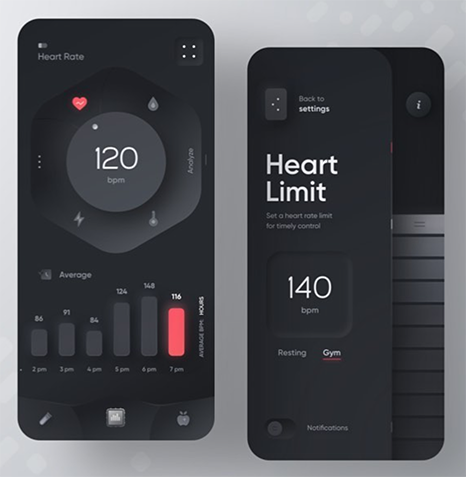 Heart Rate
120
bpm
Analyze
Average
86
91
84
124
148
116
2 pm
3 pm
4 pm
5 pm
6 pm
7 pm
AVERAGE BPM: HOURS
Back to
settings
i
Heart
Limit
Set a heart rate limit
for timely control
140
bpm
Resting
Gym
Notifications